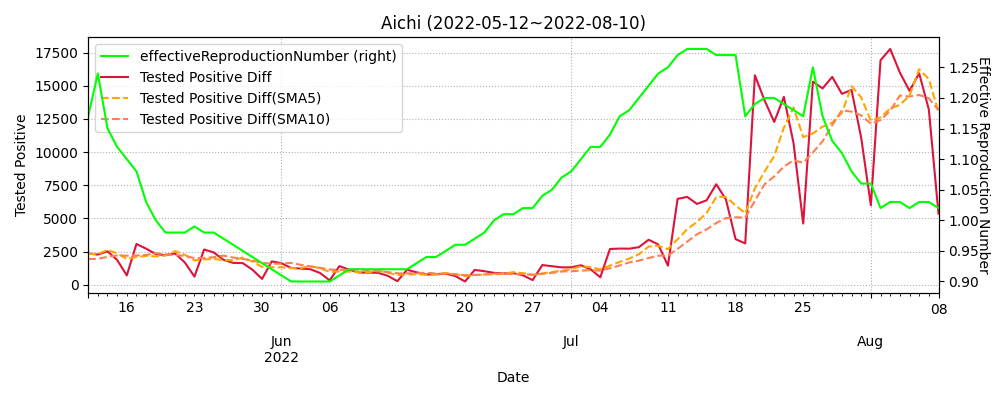 Aichi (2022-05-12~2022-08-10)
effectiveReproductionNumber (right)
Tested Positive Diff
Tested Positive Diff(SMA5)
Tested Positive Diff(SMA10)
Tested Positive
17500
15000
12500
10000
7500
5000
2500
0
Effective Reproduction Number
1.25
1.20
1.15
1.10
1.05
1.00
0.95
0.90
16 23 30 06 13 20 27 04 11 18 25 08
Jun Jul Aug
2022
Date